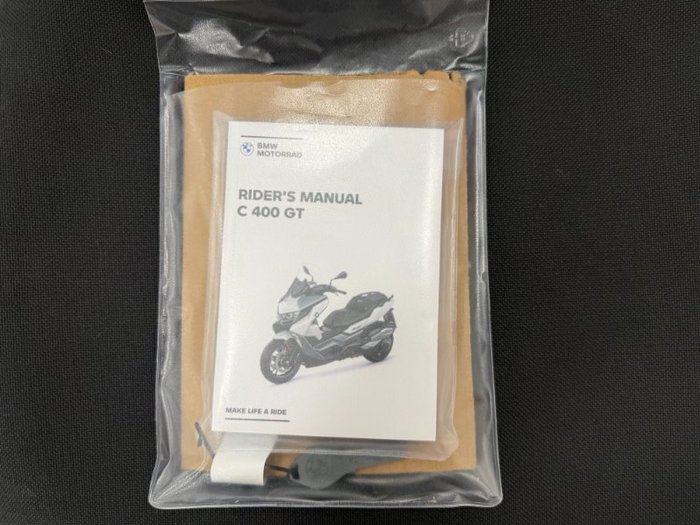 BMW
MOTORRAD
RIDER'S MANUAL
C 400 GT
MAKE LIFE A RIDE